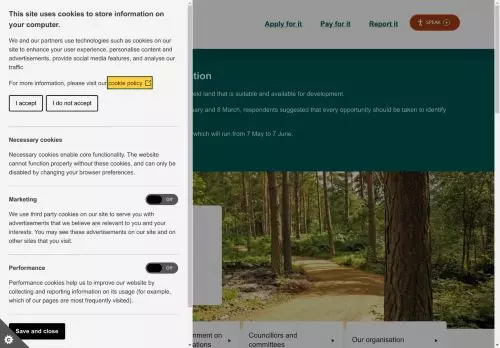 This site uses cookies to store information on
your computer.
We and our partners use technologies such as cookies on our
site to enhance your user experience, personalise content and
advertisements, provide social media features, and analyse our
traffic
For more information, please visit our cookie policy
I accept
I do not accept
Necessary cookies
Necessary cookies enable core functionality. The website
cannot function properly without these cookies, and can only be
disabled by changing your browser preferences.
Marketing
Off
We use third party cookies on our site to serve you with
advertisements that we believe are relevant to you and your
interests. You may see these advertisements on our site and on
other sites that you visit.
Performance
Off
Performance cookies help us to improve our website by
collecting and reporting information on its usage (for example,
which of our pages are most frequently visited).
Save and close
Apply for it
Pay for it
Report it
SPEAK
tion
eld land that is suitable and available for development.
ary and 8 March, respondents suggested that every opportunity should be taken to identify
which will run from 7 May to 7 June.
nment on
ations
Councillors and
committees
Our organisation